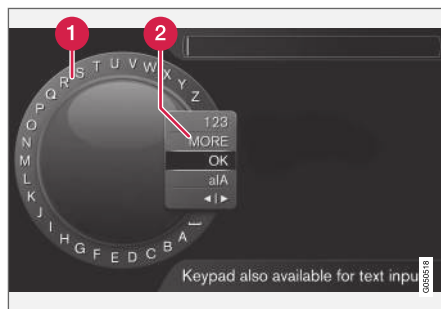 1
2
A B C D E F G H I J K L M N O P Q R S T U V W X Y Z
123
MORE
OK
a|A
◄|►
Keypad also available for text inpu
G050518